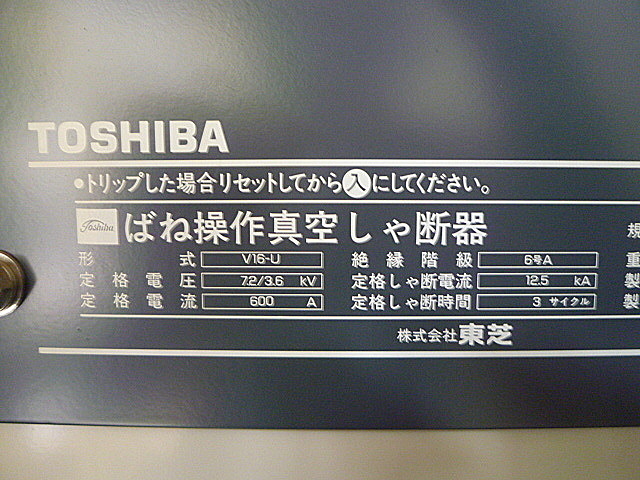 TOSHIBA
•トリップした場合リセットしてから入にしてください。
Toshiba ばね操作真空しゃ断器 規
形式 V16-U 絶縁階級 6号A 重
定格電圧 7.2/3.6 kV 定格しゃ断電流 12.5 kA 製
定格電流 600 A 定格しゃ断時間 3 サイクル 製
株式会社 東芝